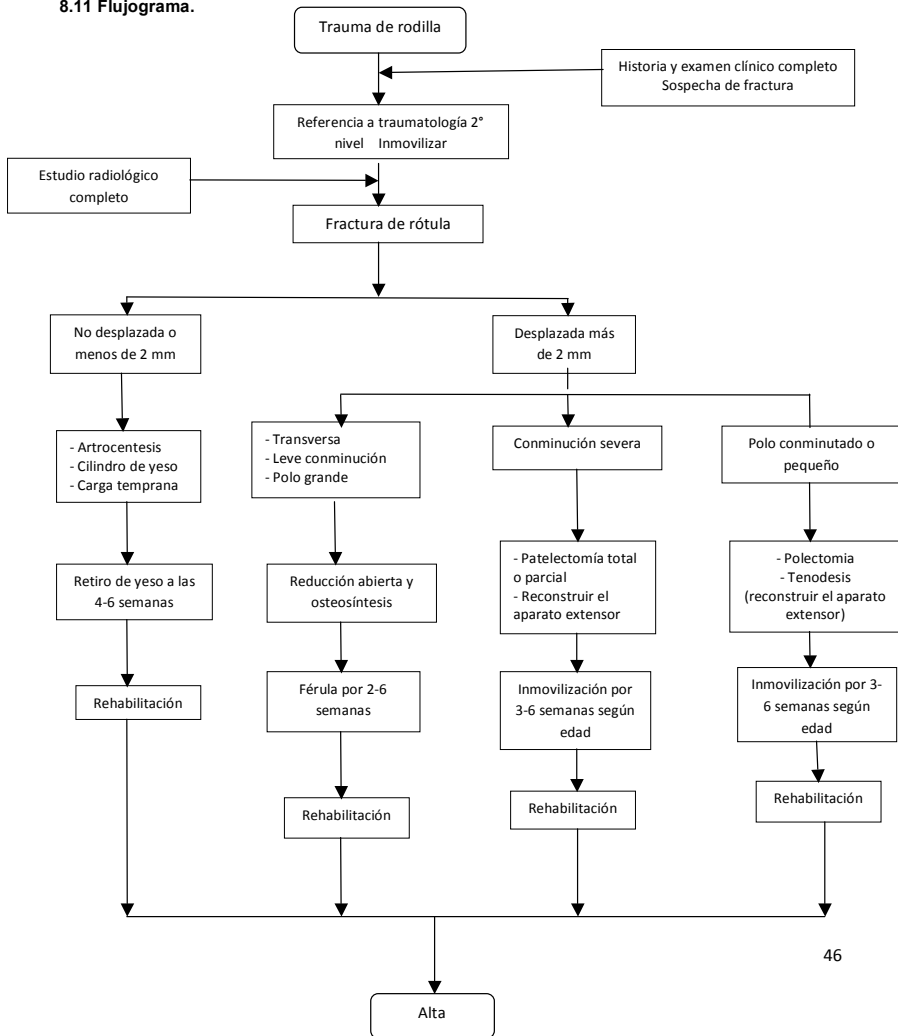 8.11 Flujograma.
Trauma de rodilla
Historia y examen clínico completo
Sospecha de fractura
Referencia a traumatología 2°
nivel Inmovilizar
Estudio radiológico
completo
Fractura de rótula
No desplazada o
menos de 2 mm
Desplazada más
de 2 mm
- Artrocentesis
- Cilindro de yeso
- Carga temprana
- Transversa
- Leve conminución
- Polo grande
Conminución severa
Polo conminutado o
pequeño
Retiro de yeso a las
4-6 semanas
Reducción abierta y
osteosíntesis
- Patelectomía total
o parcial
- Reconstruir el
aparato extensor
- Polectomia
- Tenodesis
(reconstruir el aparato
extensor)
Rehabilitación
Férula por 2-6
semanas
Inmovilización por
3-6 semanas según
edad
Inmovilización por 3-
6 semanas según
edad
Rehabilitación
Rehabilitación
Rehabilitación
46
Alta